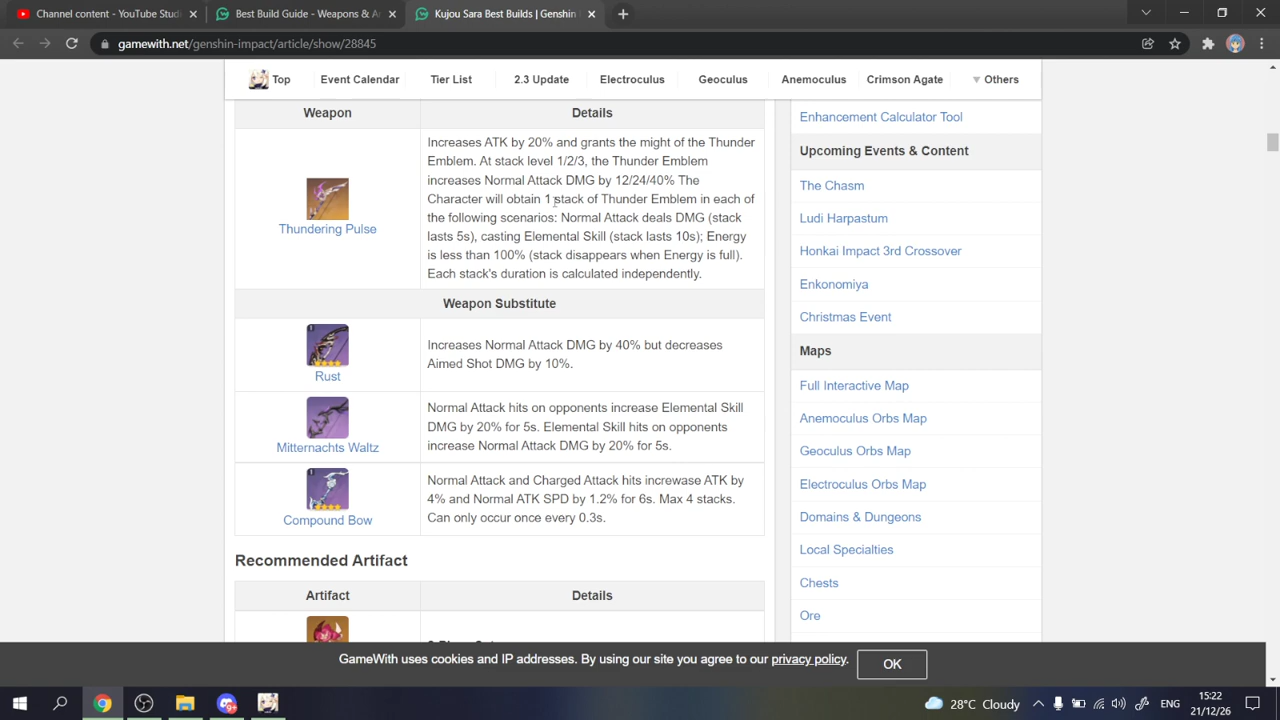 Channel content - YouTube Studi
Best Build Guide - Weapons & Ar
Kujou Sara Best Builds | Genshin
gamewith.net/genshin-impact/article/show/28845
Top
Event Calendar
Tier List
2.3 Update
Electroculus
Geoculus
Anemoculus
Crimson Agate
Others
Weapon
Details
Thundering Pulse
Increases ATK by 20% and grants the might of the Thunder
Emblem. At stack level 1/2/3, the Thunder Emblem
increases Normal Attack DMG by 12/24/40% The
Character will obtain 1 stack of Thunder Emblem in each of
the following scenarios: Normal Attack deals DMG (stack
lasts 5s), casting Elemental Skill (stack lasts 10s); Energy
is less than 100% (stack disappears when Energy is full).
Each stack's duration is calculated independently.
Weapon Substitute
Rust
Increases Normal Attack DMG by 40% but decreases
Aimed Shot DMG by 10%.
Mitternachts Waltz
Normal Attack hits on opponents increase Elemental Skill
DMG by 20% for 5s. Elemental Skill hits on opponents
increase Normal Attack DMG by 20% for 5s.
Compound Bow
Normal Attack and Charged Attack hits incrwase ATK by
4% and Normal ATK SPD by 1.2% for 6s. Max 4 stacks.
Can only occur once every 0.3s.
Recommended Artifact
Artifact
Details
Enhancement Calculator Tool
Upcoming Events & Content
The Chasm
Ludi Harpastum
Honkai Impact 3rd Crossover
Enkonomiya
Christmas Event
Maps
Full Interactive Map
Anemoculus Orbs Map
Geoculus Orbs Map
Electroculus Orbs Map
Domains & Dungeons
Local Specialties
Chests
Ore
GameWith uses cookies and IP addresses. By using our site you agree to our privacy policy.
OK
28°C Cloudy
ENG
15:22
21/12/26